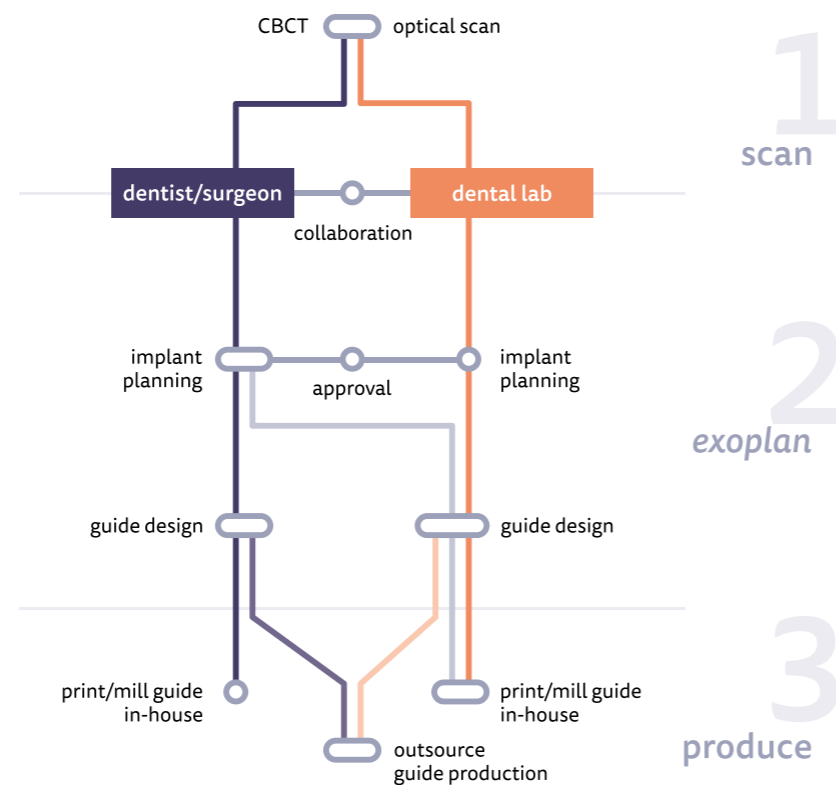 CBCT
optical scan
1
scan
dentist/surgeon
dental lab
collaboration
implant
planning
approval
implant
planning
2
exoplan
guide design
guide design
print/mill guide
in-house
print/mill guide
in-house
3
produce
outsource
guide production